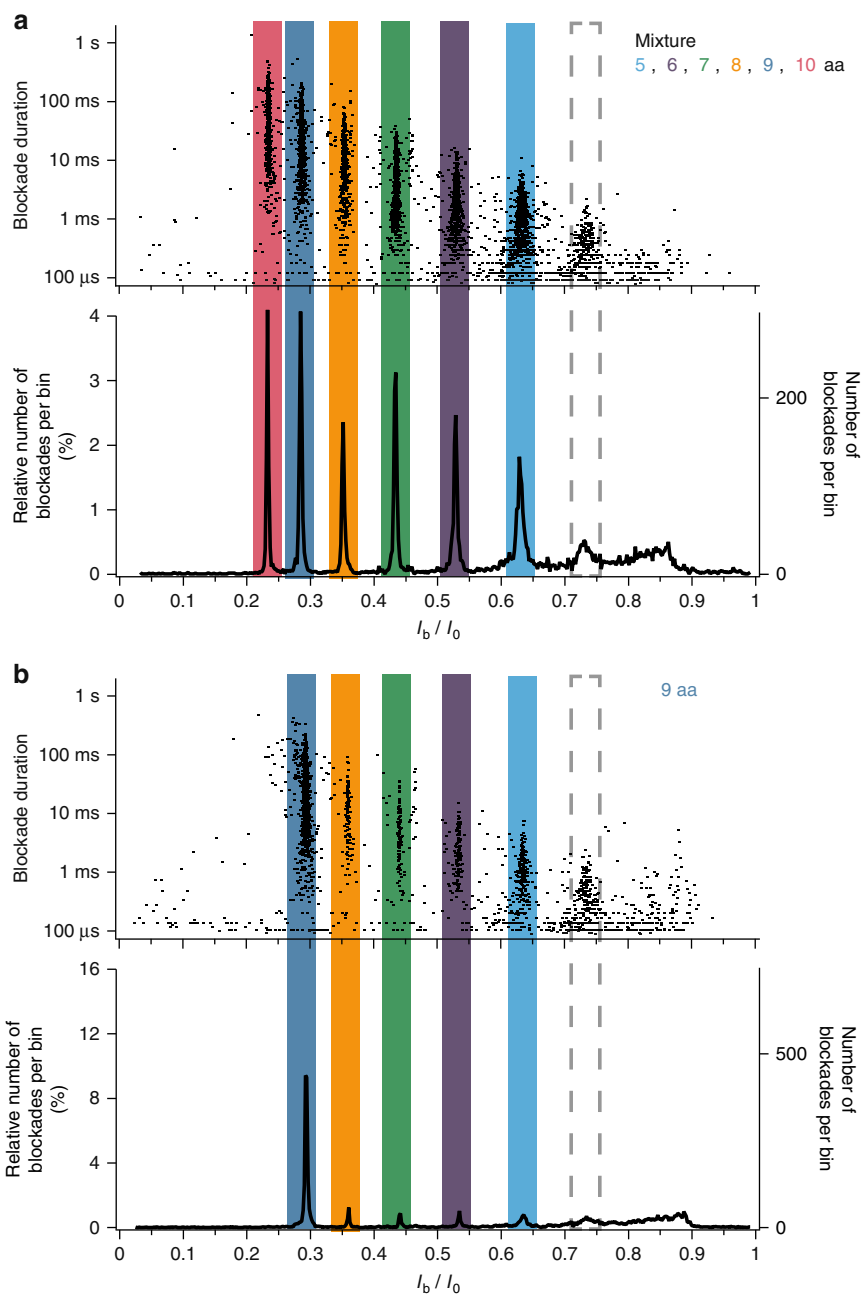 a
Mixture
5 , 6 , 7 , 8 , 9 , 10 aa
Blockade duration
1 s
100 ms
10 ms
1 ms
100 µs
Relative number of
blockades per bin
(%)
4
3
2
1
0
Number of
blockades per bin
200
0
0 0.1 0.2 0.3 0.4 0.5 0.6 0.7 0.8 0.9 1
Ib / I0
b
9 aa
Blockade duration
1 s
100 ms
10 ms
1 ms
100 µs
Relative number of
blockades per bin
(%)
16
12
8
4
0
Number of
blockades per bin
500
0
0 0.1 0.2 0.3 0.4 0.5 0.6 0.7 0.8 0.9 1
Ib / I0